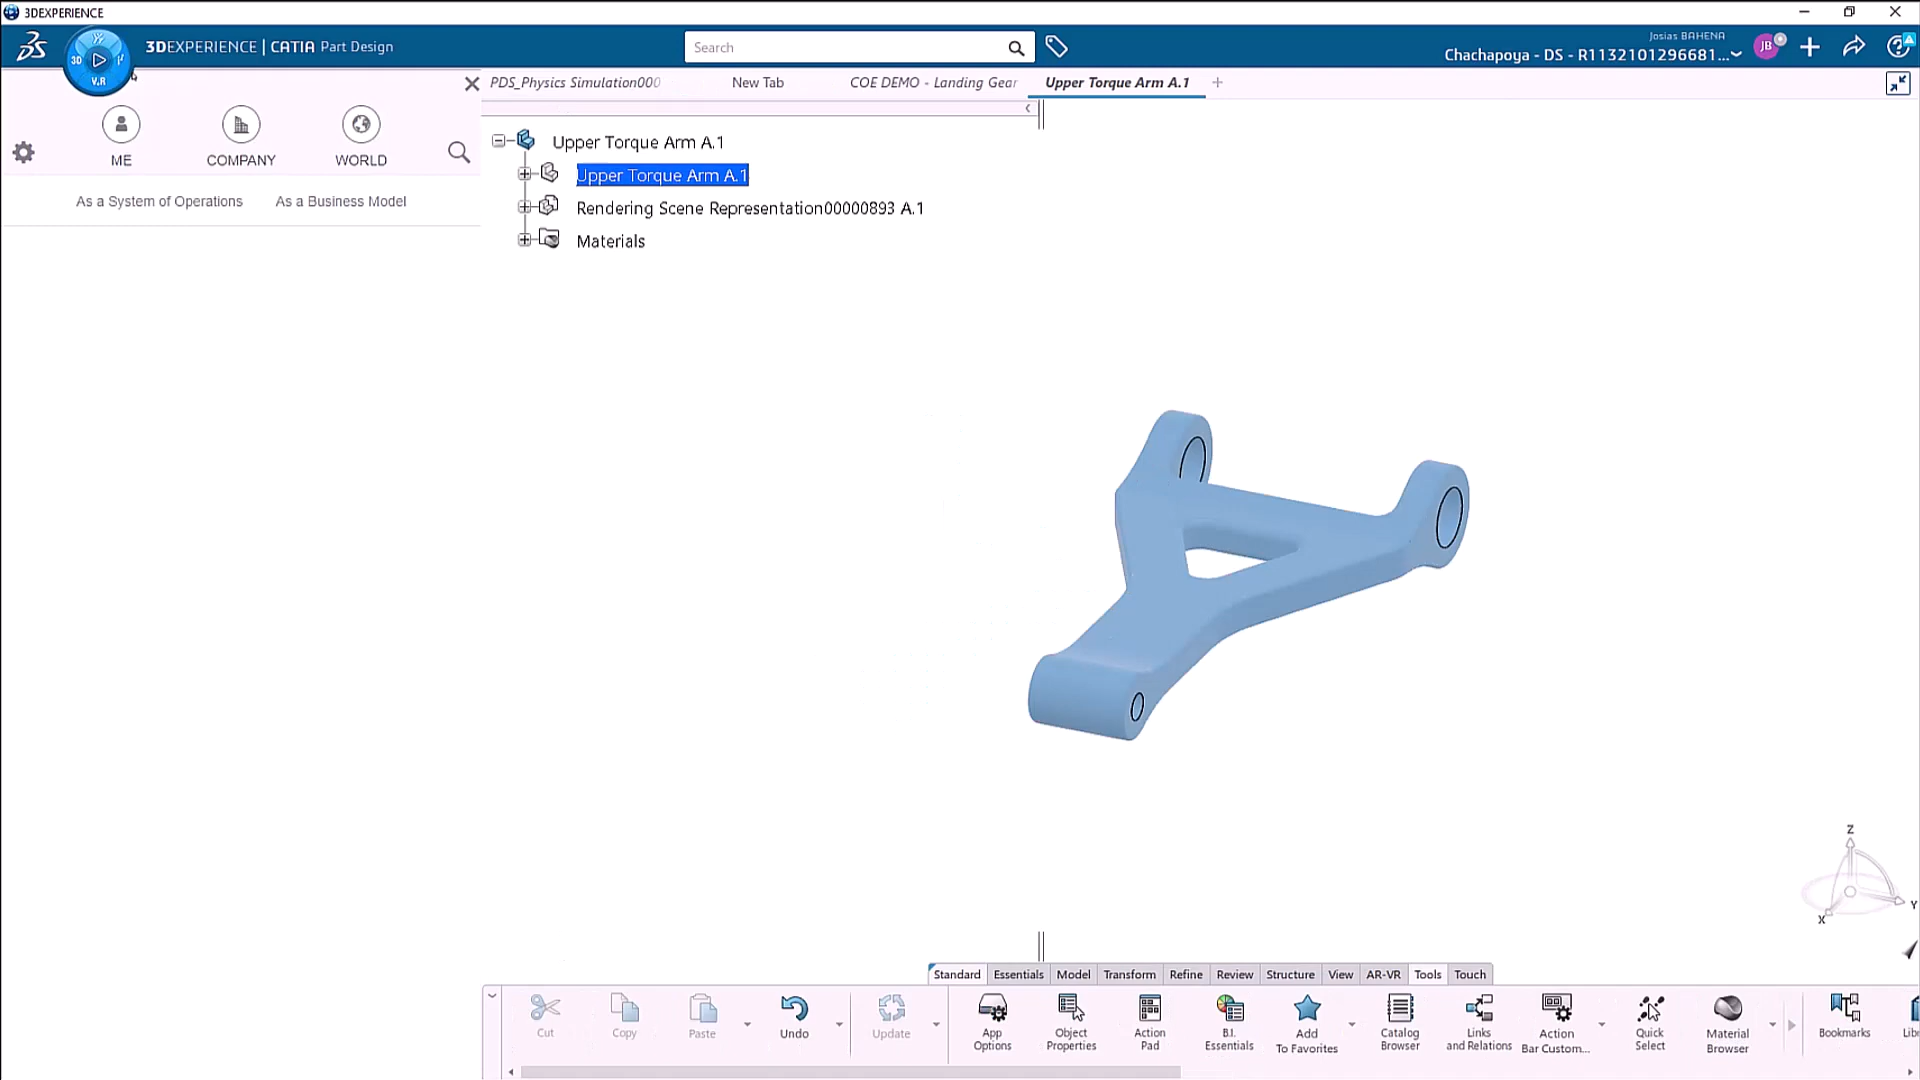 3DEXPERIENCE
3DEXPERIENCE | CATIA Part Design
Search
Josias BAHENA
Chachapoya - DS - R1132101296681...
JB
3D
V.R
PDS_Physics Simulation000
New Tab
COE DEMO - Landing Gear
Upper Torque Arm A.1
ME
COMPANY
WORLD
As a System of Operations
As a Business Model
Upper Torque Arm A.1
Upper Torque Arm A.1
Rendering Scene Representation00000893 A.1
Materials
Z
Y
X
Standard
Essentials
Model
Transform
Refine
Review
Structure
View
AR-VR
Tools
Touch
Cut
Copy
Paste
Undo
Update
App Options
Object Properties
Action Pad
B.I. Essentials
Add To Favorites
Catalog Browser
Links and Relations
Action Bar Custom...
Quick Select
Material Browser
Bookmarks